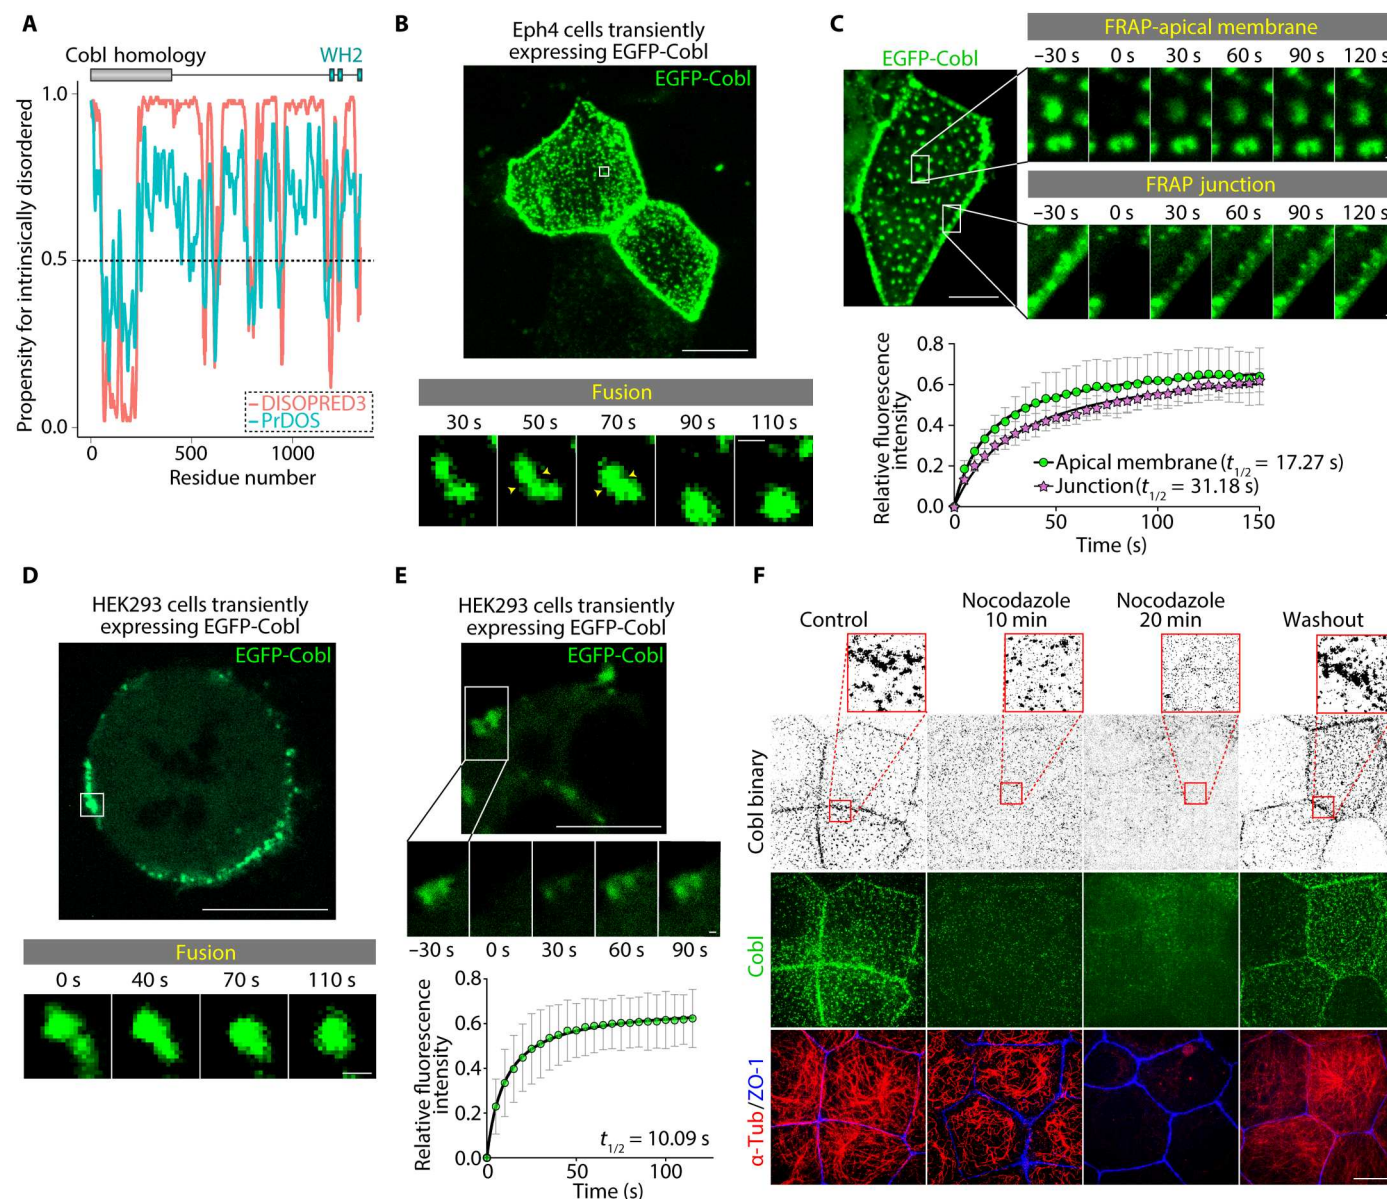 A
Cobl homology
WH2
1.0
0.5
0.0
Propensity for intrinsically disordered
DISOPRED3
PrDOS
0
500
1000
Residue number
B
Eph4 cells transiently
expressing EGFP-Cobl
EGFP-Cobl
Fusion
30 s
50 s
70 s
90 s
110 s
C
EGFP-Cobl
FRAP-apical membrane
−30 s
0 s
30 s
60 s
90 s
120 s
FRAP junction
−30 s
0 s
30 s
60 s
90 s
120 s
Relative fluorescence
intensity
0.8
0.6
0.4
0.2
0.0
Apical membrane (t1/2 = 17.27 s)
Junction (t1/2 = 31.18 s)
0
50
100
150
Time (s)
D
HEK293 cells transiently
expressing EGFP-Cobl
EGFP-Cobl
Fusion
0 s
40 s
70 s
110 s
E
HEK293 cells transiently
expressing EGFP-Cobl
EGFP-Cobl
−30 s
0 s
30 s
60 s
90 s
Relative fluorescence
intensity
0.8
0.6
0.4
0.2
0.0
t1/2 = 10.09 s
0
50
100
Time (s)
F
Control
Nocodazole
10 min
Nocodazole
20 min
Washout
Cobl binary
Cobl
α-Tub/ZO-1